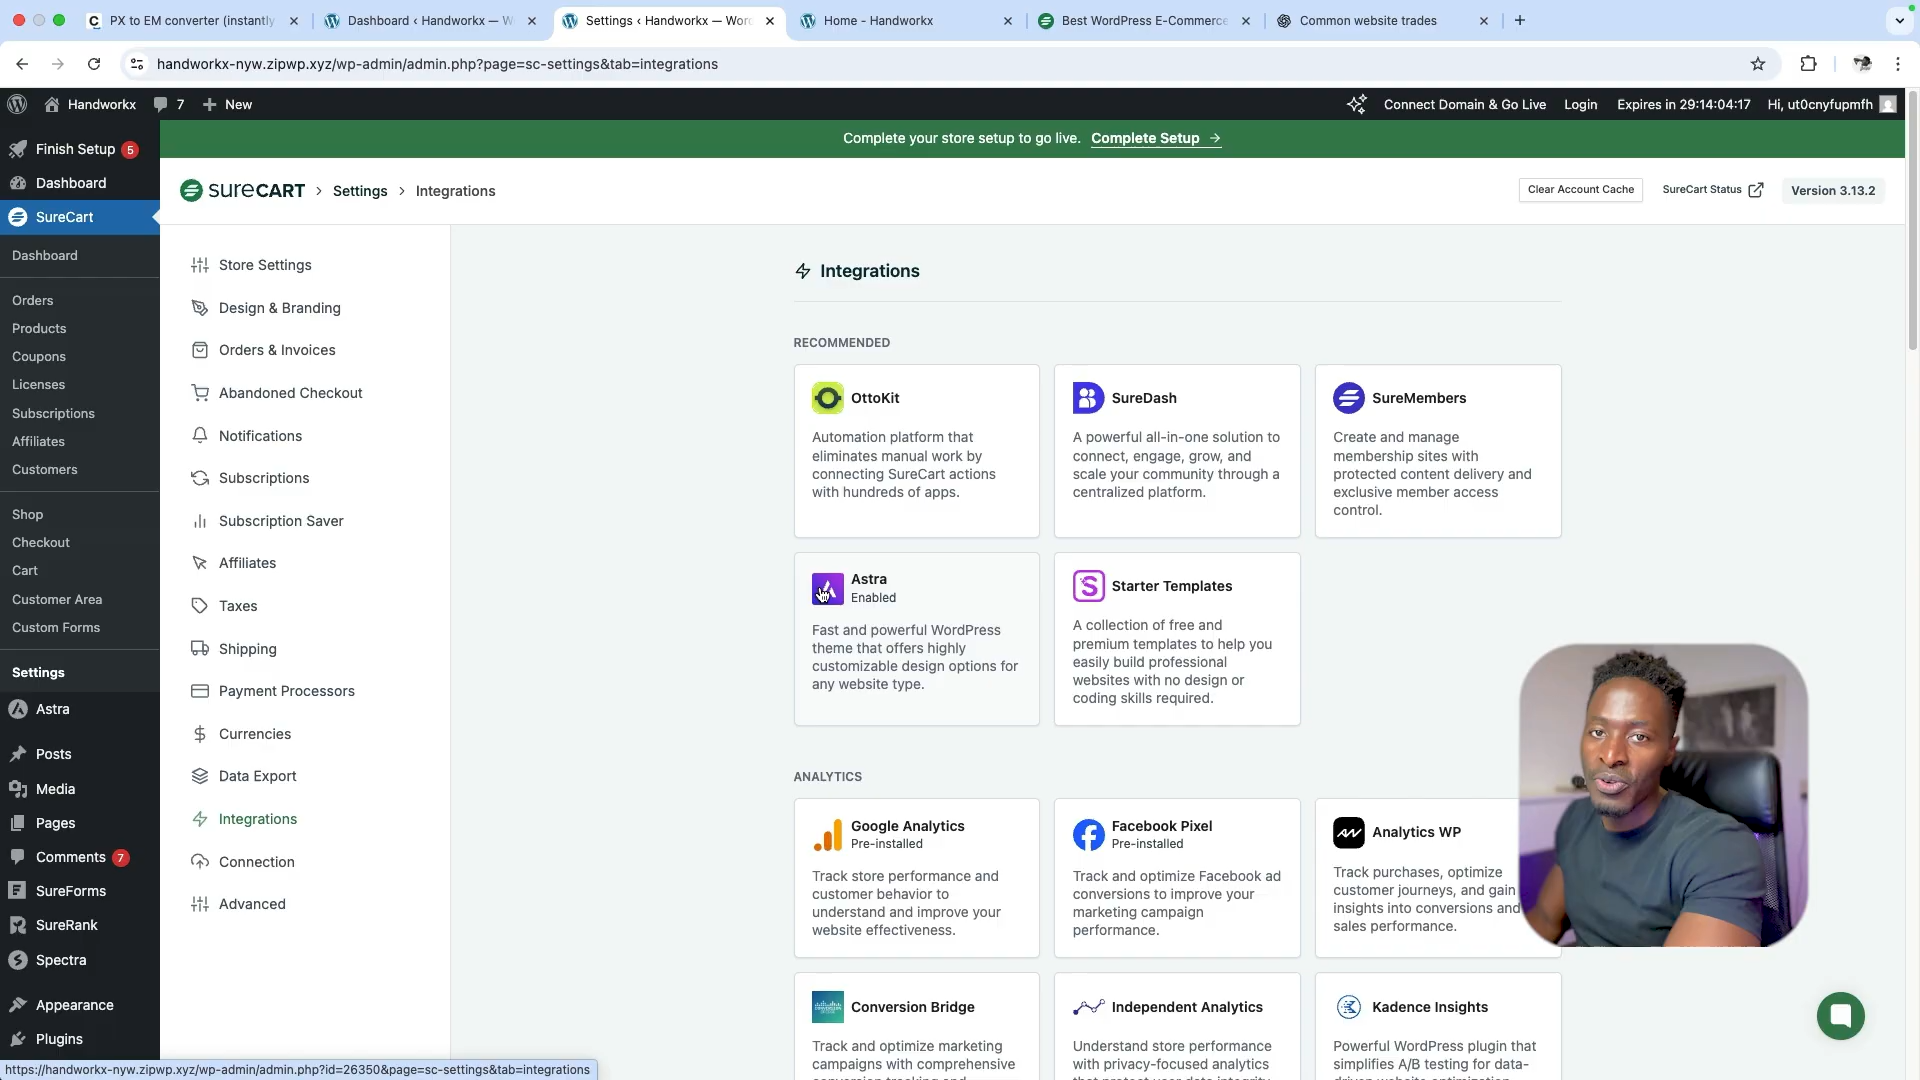 PX to EM converter (instantly
Dashboard ‹ Handworkx — W
Settings ‹ Handworkx — Word
Home - Handworkx
Best WordPress E-Commerce
Common website trades
handworkx-nyw.zipwp.xyz/wp-admin/admin.php?page=sc-settings&tab=integrations
Handworkx
7
New
Connect Domain & Go Live
Login
Expires in 29:14:04:17
Hi, ut0cnyfupmfh
Complete your store setup to go live. Complete Setup →
Finish Setup 5
Dashboard
SureCart
Dashboard
Orders
Products
Coupons
Licenses
Subscriptions
Affiliates
Customers
Shop
Checkout
Cart
Customer Area
Custom Forms
Settings
Astra
Posts
Media
Pages
Comments 7
SureForms
SureRank
Spectra
Appearance
Plugins
SURECART > Settings > Integrations
Clear Account Cache
SureCart Status
Version 3.13.2
Store Settings
Design & Branding
Orders & Invoices
Abandoned Checkout
Notifications
Subscriptions
Subscription Saver
Affiliates
Taxes
Shipping
Payment Processors
Currencies
Data Export
Integrations
Connection
Advanced
Integrations
RECOMMENDED
OttoKit
Automation platform that
eliminates manual work by
connecting SureCart actions
with hundreds of apps.
SureDash
A powerful all-in-one solution to
connect, engage, grow, and
scale your community through a
centralized platform.
SureMembers
Create and manage
membership sites with
protected content delivery and
exclusive member access
control.
Astra
Enabled
Fast and powerful WordPress
theme that offers highly
customizable design options for
any website type.
Starter Templates
A collection of free and
premium templates to help you
easily build professional
websites with no design or
coding skills required.
ANALYTICS
Google Analytics
Pre-installed
Track store performance and
customer behavior to
understand and improve your
website effectiveness.
Facebook Pixel
Pre-installed
Track and optimize Facebook ad
conversions to improve your
marketing campaign
performance.
Analytics WP
Track purchases, optimize
customer journeys, and gain
insights into conversions and
sales performance.
Conversion Bridge
Track and optimize marketing
campaigns with comprehensive
Independent Analytics
Understand store performance
with privacy-focused analytics
Kadence Insights
Powerful WordPress plugin that
simplifies A/B testing for data-
https://handworkx-nyw.zipwp.xyz/wp-admin/admin.php?id=26350&page=sc-settings&tab=integrations